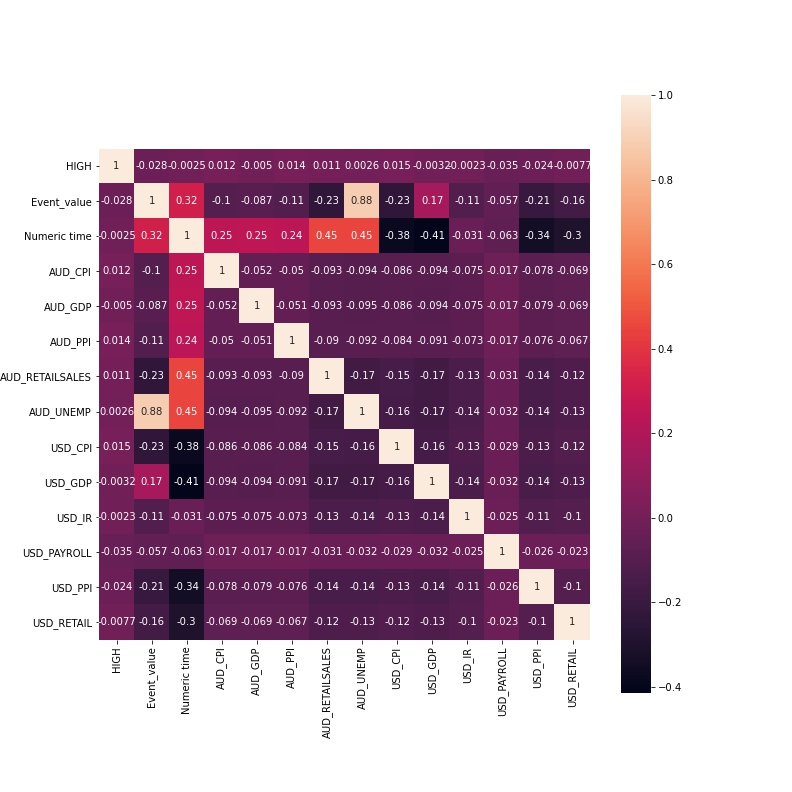 HIGH 1 -0.028 -0.0025 0.012 -0.005 0.014 0.011 0.0026 0.015 -0.0032 -0.0023 -0.035 -0.024 -0.0077
Event_value -0.028 1 0.32 -0.1 -0.087 -0.11 -0.23 0.88 -0.23 0.17 -0.11 -0.057 -0.21 -0.16
Numeric time -0.0025 0.32 1 0.25 0.25 0.24 0.45 0.45 -0.38 -0.41 -0.031 -0.063 -0.34 -0.3
AUD_CPI 0.012 -0.1 0.25 1 -0.052 -0.05 -0.093 -0.094 -0.086 -0.094 -0.075 -0.017 -0.078 -0.069
AUD_GDP -0.005 -0.087 0.25 -0.052 1 -0.051 -0.093 -0.095 -0.086 -0.094 -0.075 -0.017 -0.079 -0.069
AUD_PPI 0.014 -0.11 0.24 -0.05 -0.051 1 -0.09 -0.092 -0.084 -0.091 -0.073 -0.017 -0.076 -0.067
AUD_RETAILSALES 0.011 -0.23 0.45 -0.093 -0.093 -0.09 1 -0.17 -0.15 -0.17 -0.13 -0.031 -0.14 -0.12
AUD_UNEMP 0.0026 0.88 0.45 -0.094 -0.095 -0.092 -0.17 1 -0.16 -0.17 -0.14 -0.032 -0.14 -0.13
USD_CPI 0.015 -0.23 -0.38 -0.086 -0.086 -0.084 -0.15 -0.16 1 -0.16 -0.13 -0.029 -0.13 -0.12
USD_GDP -0.0032 0.17 -0.41 -0.094 -0.094 -0.091 -0.17 -0.17 -0.16 1 -0.14 -0.032 -0.14 -0.13
USD_IR -0.0023 -0.11 -0.031 -0.075 -0.075 -0.073 -0.13 -0.14 -0.13 -0.14 1 -0.025 -0.11 -0.1
USD_PAYROLL -0.035 -0.057 -0.063 -0.017 -0.017 -0.017 -0.031 -0.032 -0.029 -0.032 -0.025 1 -0.026 -0.023
USD_PPI -0.024 -0.21 -0.34 -0.078 -0.079 -0.076 -0.14 -0.14 -0.13 -0.14 -0.11 -0.026 1 -0.1
USD_RETAIL -0.0077 -0.16 -0.3 -0.069 -0.069 -0.067 -0.12 -0.13 -0.12 -0.13 -0.1 -0.023 -0.1 1
HIGH
Event_value
Numeric time
AUD_CPI
AUD_GDP
AUD_PPI
AUD_RETAILSALES
AUD_UNEMP
USD_CPI
USD_GDP
USD_IR
USD_PAYROLL
USD_PPI
USD_RETAIL
1.0
0.8
0.6
0.4
0.2
0.0
−0.2
−0.4